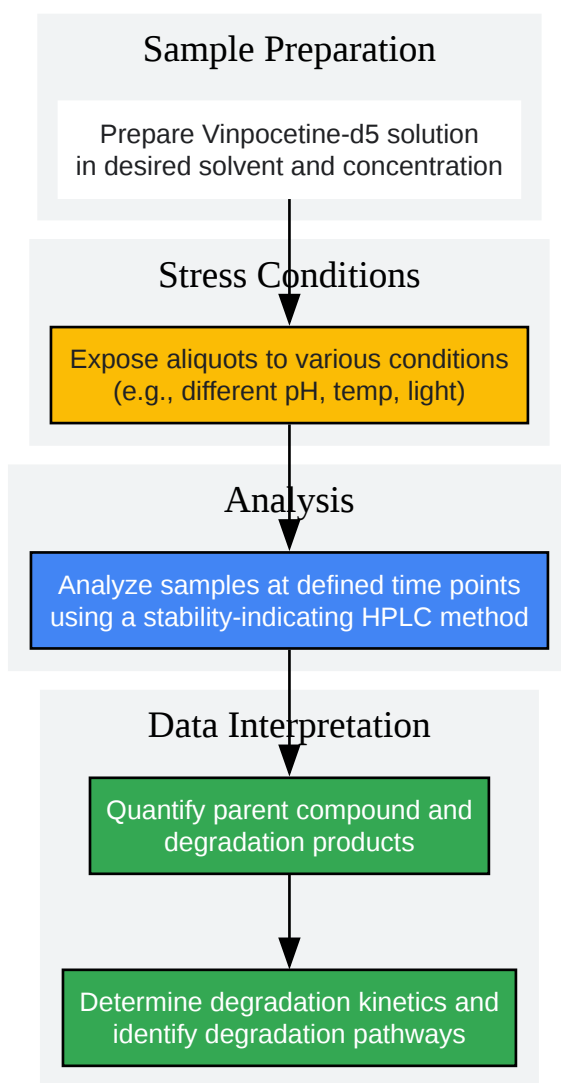 Sample Preparation
Prepare Vinpocetine-d5 solution
in desired solvent and concentration
Stress Conditions
Expose aliquots to various conditions
(e.g., different pH, temp, light)
Analysis
Analyze samples at defined time points
using a stability-indicating HPLC method
Data Interpretation
Quantify parent compound and
degradation products
Determine degradation kinetics and
identify degradation pathways